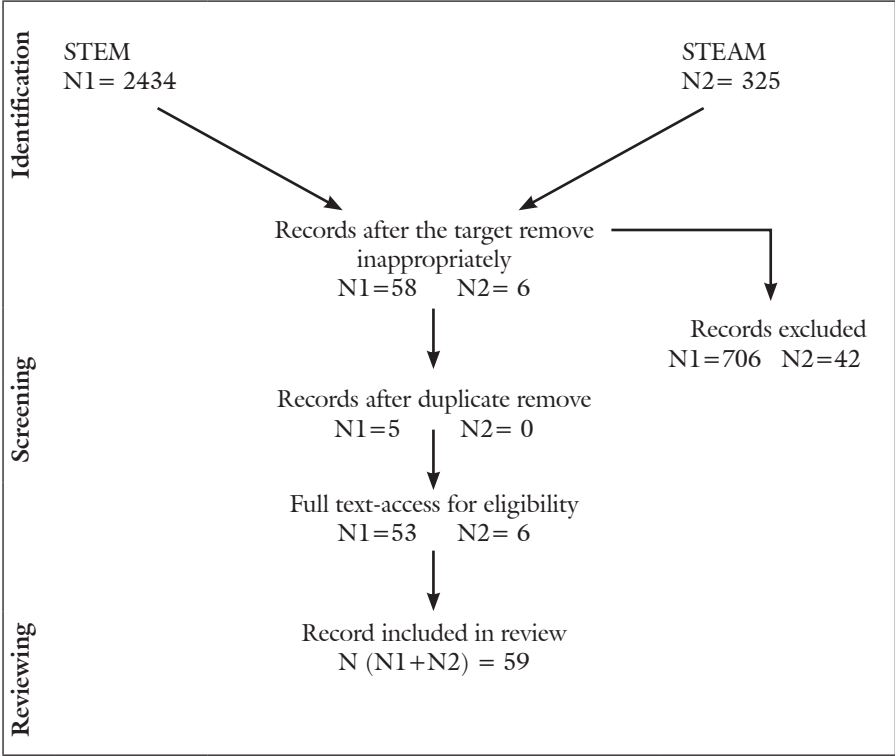 Identification
STEM
N1= 2434
STEAM
N2= 325
Records after the target remove
inappropriately
N1=58 N2= 6
Records excluded
N1=706 N2=42
Screening
Records after duplicate remove
N1=5 N2= 0
Full text-access for eligibility
N1=53 N2= 6
Reviewing
Record included in review
N (N1+N2) = 59